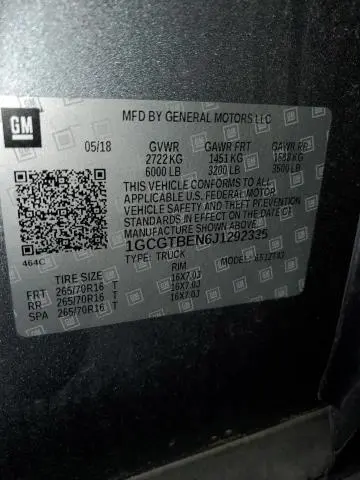 GM
MFD BY GENERAL MOTORS LLC
05/18 GVWR GAWR FRT GAWR RR
2722 KG 1451 KG 1588 KG
6000 LB 3200 LB 3500 LB
THIS VEHICLE CONFORMS TO ALL
APPLICABLE U.S. FEDERAL MOTOR
VEHICLE SAFETY AND THEFT PREVENTION
STANDARDS IN EFFECT ON THE DATE OF
MANUFACTURE SHOWN ABOVE.
1GCGTBEN6J1292335
TYPE: TRUCK MODEL:
464C
TIRE SIZE RIM
FRT 265/70R16 T 16X7.0J
RR 265/70R16 T 16X7.0J
SPA 265/70R16 T 16X7.0J